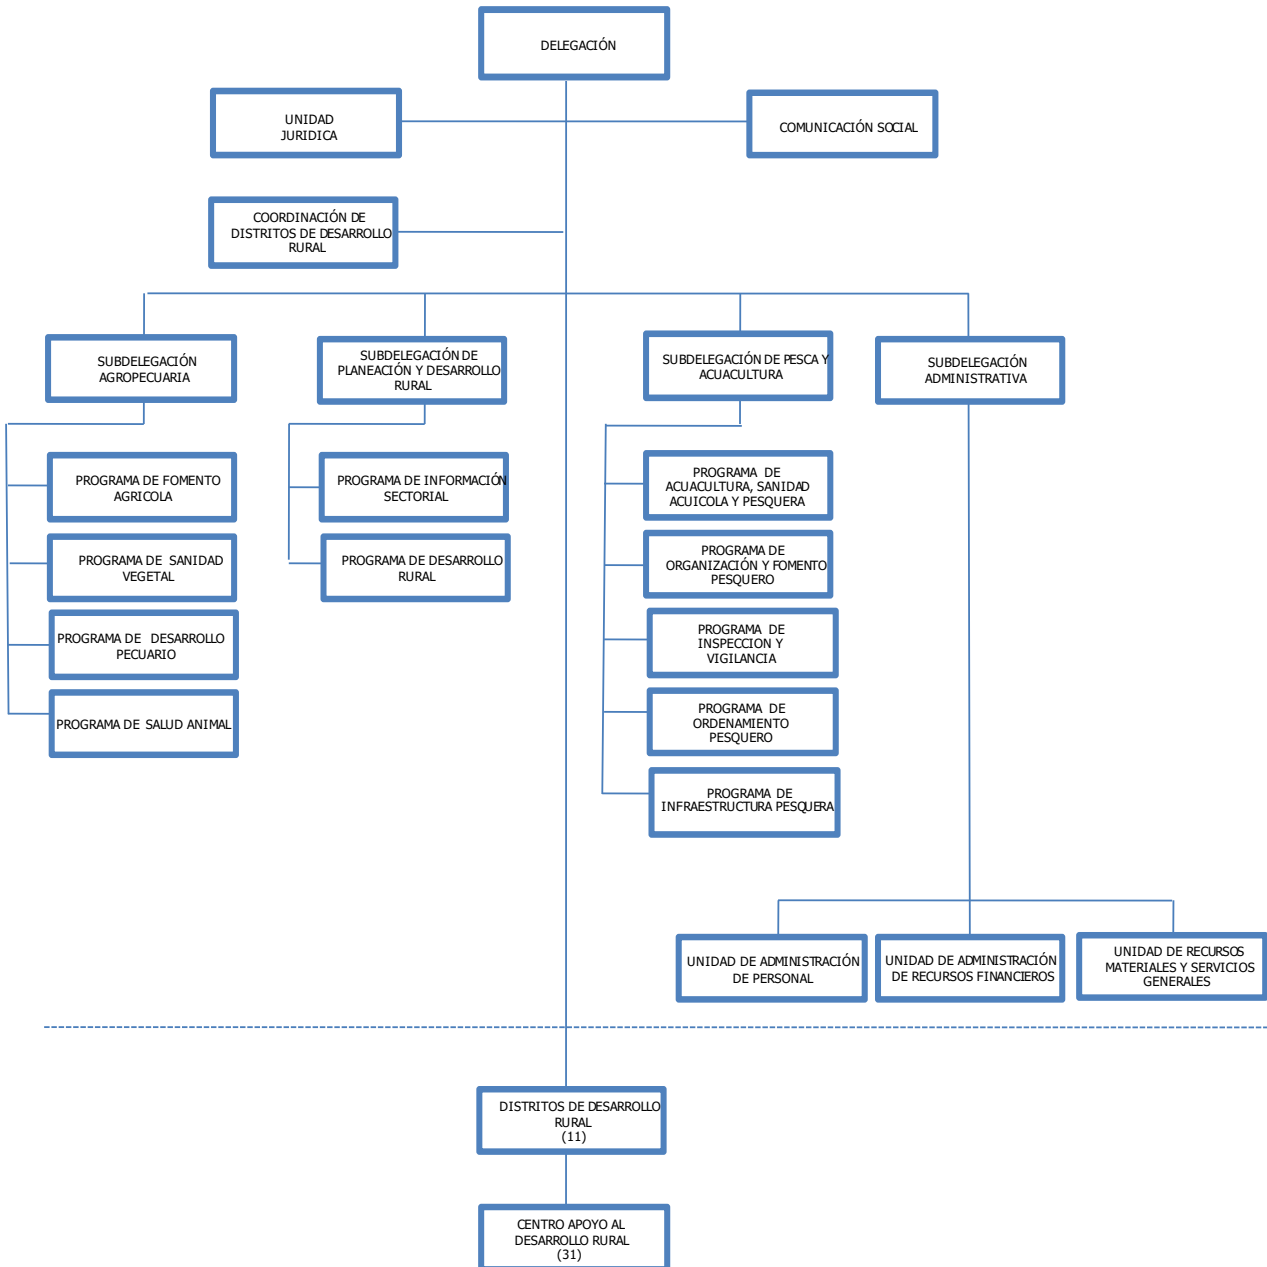 DELEGACIÓN
UNIDAD
JURIDICA
COMUNICACIÓN SOCIAL
COORDINACIÓN DE
DISTRITOS DE DESARROLLO
RURAL
SUBDELEGACIÓN
AGROPECUARIA
SUBDELEGACIÓN DE
PLANEACIÓN Y DESARROLLO
RURAL
SUBDELEGACIÓN DE PESCA Y
ACUACULTURA
SUBDELEGACIÓN
ADMINISTRATIVA
PROGRAMA DE FOMENTO
AGRICOLA
PROGRAMA DE SANIDAD
VEGETAL
PROGRAMA DE DESARROLLO
PECUARIO
PROGRAMA DE SALUD ANIMAL
PROGRAMA DE INFORMACIÓN
SECTORIAL
PROGRAMA DE DESARROLLO
RURAL
PROGRAMA DE
ACUACULTURA, SANIDAD
ACUICOLA Y PESQUERA
PROGRAMA DE
ORGANIZACIÓN Y FOMENTO
PESQUERO
PROGRAMA DE
INSPECCION Y
VIGILANCIA
PROGRAMA DE
ORDENAMIENTO
PESQUERO
PROGRAMA DE
INFRAESTRUCTURA PESQUERA
UNIDAD DE ADMINISTRACIÓN
DE PERSONAL
UNIDAD DE ADMINISTRACIÓN
DE RECURSOS FINANCIEROS
UNIDAD DE RECURSOS
MATERIALES Y SERVICIOS
GENERALES
DISTRITOS DE DESARROLLO
RURAL
(11)
CENTRO APOYO AL
DESARROLLO RURAL
(31)